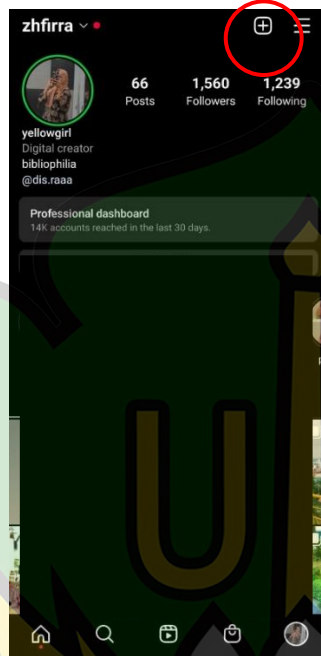 zhfirra
66 1,560 1,239
Posts Followers Following
yellowgirl
Digital creator
bibliophilia
@dis.raaa
Professional dashboard
14K accounts reached in the last 30 days.